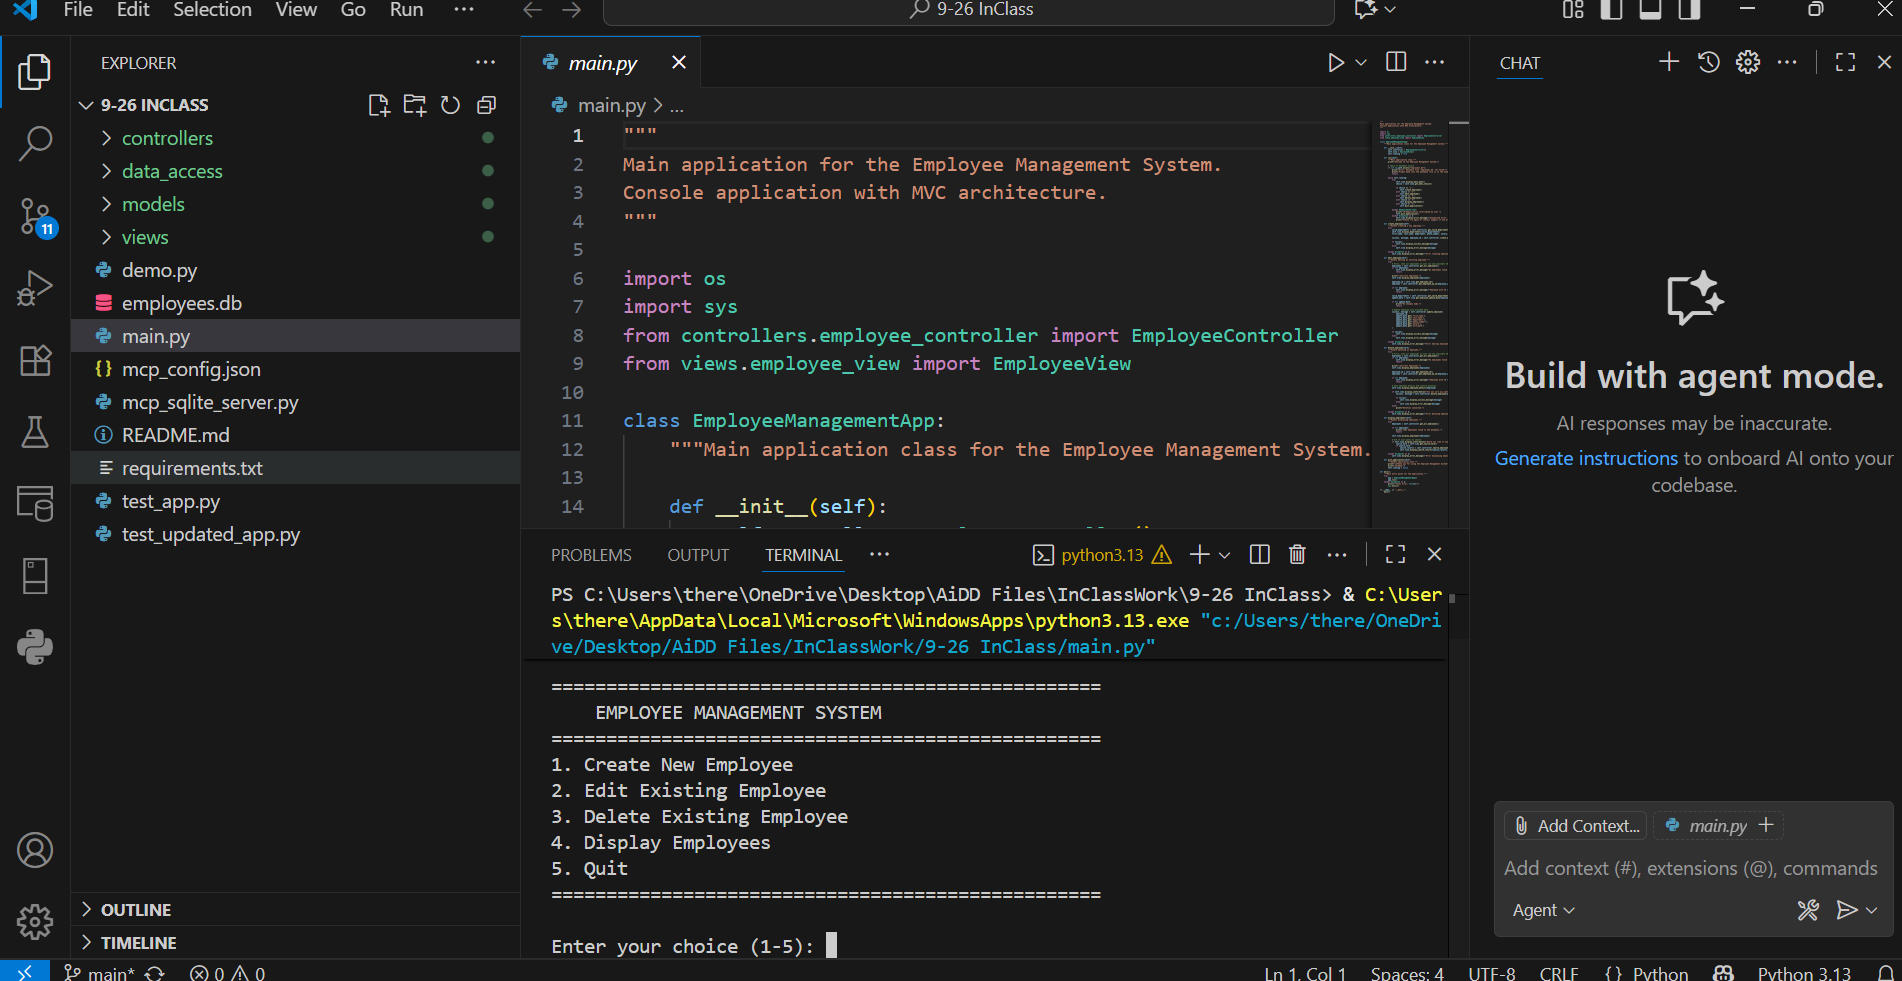 File Edit Selection View Go Run ···
9-26 InClass
EXPLORER
9-26 INCLASS
controllers
data_access
models
views
demo.py
employees.db
main.py
mcp_config.json
mcp_sqlite_server.py
README.md
requirements.txt
test_app.py
test_updated_app.py
OUTLINE
TIMELINE
11
main.py
main.py > ...
1 """
2 Main application for the Employee Management System.
3 Console application with MVC architecture.
4 """
5
6 import os
7 import sys
8 from controllers.employee_controller import EmployeeController
9 from views.employee_view import EmployeeView
10
11 class EmployeeManagementApp:
12 """Main application class for the Employee Management System.
13
14 def __init__(self):
PROBLEMS OUTPUT TERMINAL ···
python3.13
PS C:\Users\there\OneDrive\Desktop\AiDD Files\InClassWork\9-26 InClass> & C:\User
s\there\AppData\Local\Microsoft\WindowsApps\python3.13.exe "c:/Users/there/OneDri
ve/Desktop/AiDD Files/InClassWork/9-26 InClass/main.py"
==================================================
EMPLOYEE MANAGEMENT SYSTEM
==================================================
1. Create New Employee
2. Edit Existing Employee
3. Delete Existing Employee
4. Display Employees
5. Quit
==================================================
Enter your choice (1-5):
CHAT
Build with agent mode.
AI responses may be inaccurate.
Generate instructions to onboard AI onto your
codebase.
Add Context... main.py +
Add context (#), extensions (@), commands
Agent
main* 0 0
Ln 1, Col 1 Spaces: 4 UTF-8 CRLF {} Python Python 3.13